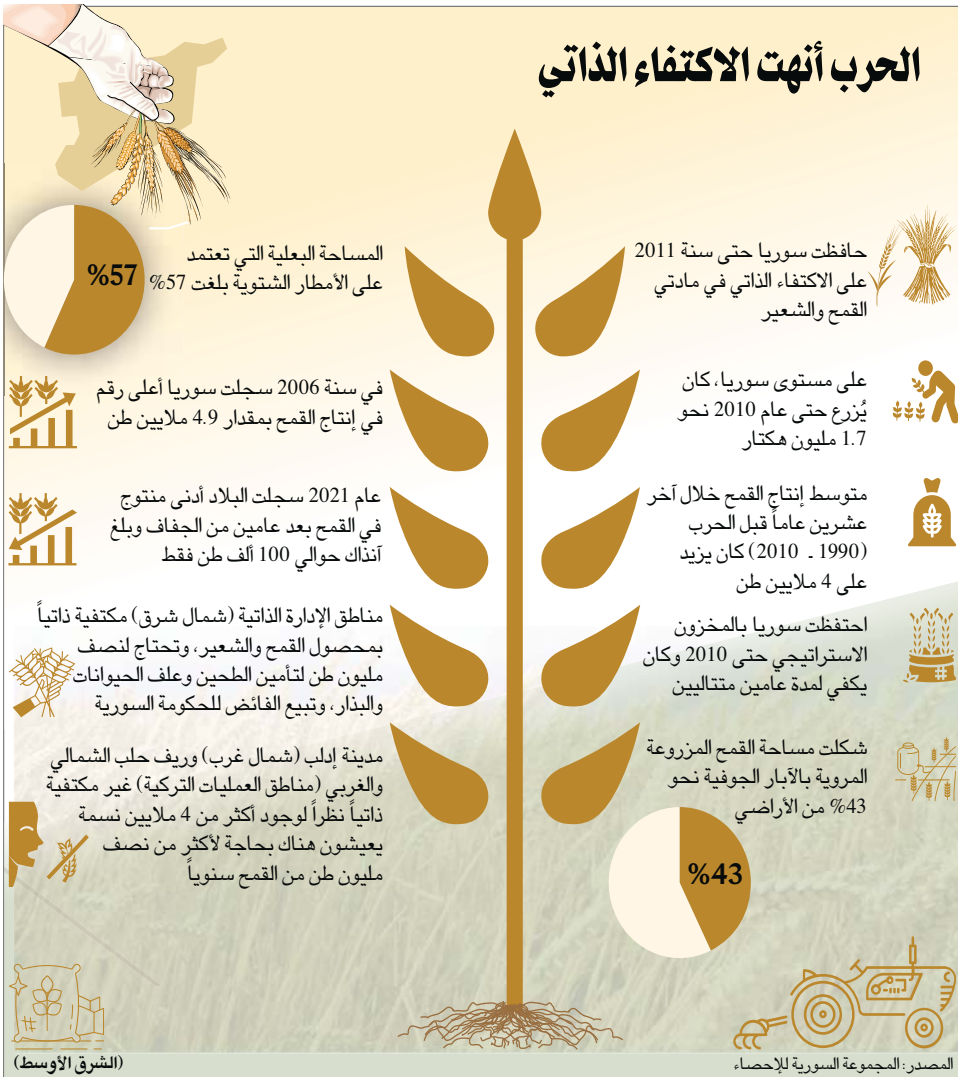 الحرب أنهت الاكتفاء الذاتي
حافظت سوريا حتى سنة 2011
على الاكتفاء الذاتي في مادتي
القمح والشعير
على مستوى سوريا، كان
يُزرع حتى عام 2010 نحو
1.7 مليون هكتار
متوسط إنتاج القمح خلال آخر
عشرين عاماً قبل الحرب
(1990 ـ 2010) كان يزيد
على 4 ملايين طن
احتفظت سوريا بالمخزون
الاستراتيجي حتى 2010 وكان
يكفي لمدة عامين متتاليين
شكلت مساحة القمح المزروعة
المروية بالآبار الجوفية نحو
43% من الأراضي
%43
المساحة البعلية التي تعتمد
على الأمطار الشتوية بلغت 57%
%57
في سنة 2006 سجلت سوريا أعلى رقم
في إنتاج القمح بمقدار 4.9 ملايين طن
عام 2021 سجلت البلاد أدنى منتوج
في القمح بعد عامين من الجفاف وبلغ
آنذاك حوالي 100 ألف طن فقط
مناطق الإدارة الذاتية (شمال شرق) مكتفية ذاتياً
بمحصول القمح والشعير، وتحتاج لنصف
مليون طن لتأمين الطحين وعلف الحيوانات
والبذار، وتبيع الفائض للحكومة السورية
مدينة إدلب (شمال غرب) وريف حلب الشمالي
والغربي (مناطق العمليات التركية) غير مكتفية
ذاتياً نظراً لوجود أكثر من 4 ملايين نسمة
يعيشون هناك بحاجة لأكثر من نصف
مليون طن من القمح سنوياً
المصدر: المجموعة السورية للإحصاء
(الشرق الأوسط)